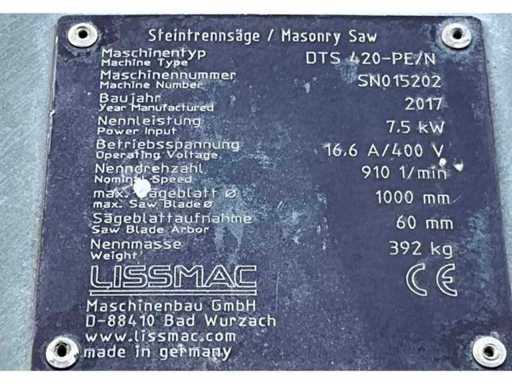 Steintrennsäge / Masonry Saw
Maschinentyp DTS 420-PE/N
Machine Type
Maschinennummer SN015202
Machine Number
Baujahr 2017
Year Manufactured
Nennleistung 7.5 kW
Power Input
Betriebsspannung 16.6 A/400 V
Operating Voltage
Nenndrehzahl 910 1/min
Nominal Speed
max. Sägeblatt Ø 1000 mm
max. Saw Blade Ø
Sägeblattaufnahme 60 mm
Saw Blade Arbor
Nennmasse 392 kg
Weight
LISSMAC CE
Maschinenbau GmbH
D-88410 Bad Wurzach
www.lissmac.com
made in germany